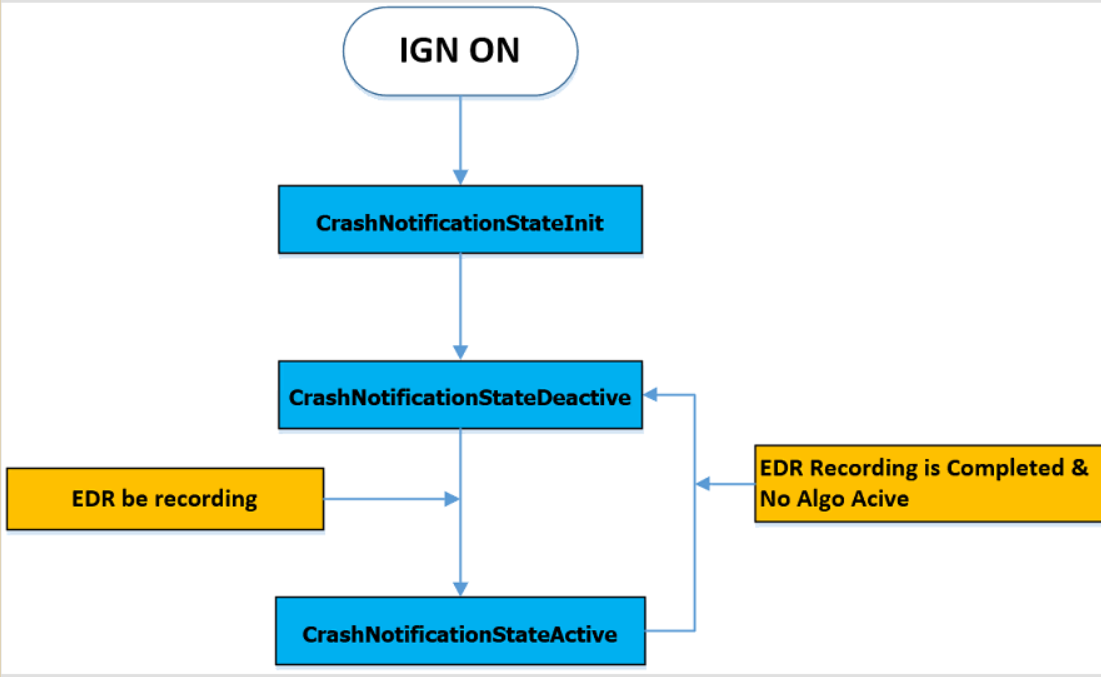 IGN ON
CrashNotificationStateInit
CrashNotificationStateDeactive
EDR Recording is Completed &
No Algo Acive
EDR be recording
CrashNotificationStateActive